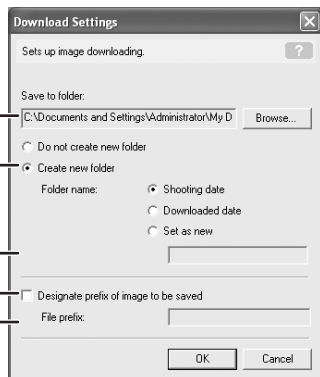 Download Settings
Sets up image downloading.
?
Save to folder:
C:\Documents and Settings\Administrator\My D
Browse...
Do not create new folder
Create new folder
Folder name:
Shooting date
Downloaded date
Set as new
Designate prefix of image to be saved
File prefix:
OK
Cancel